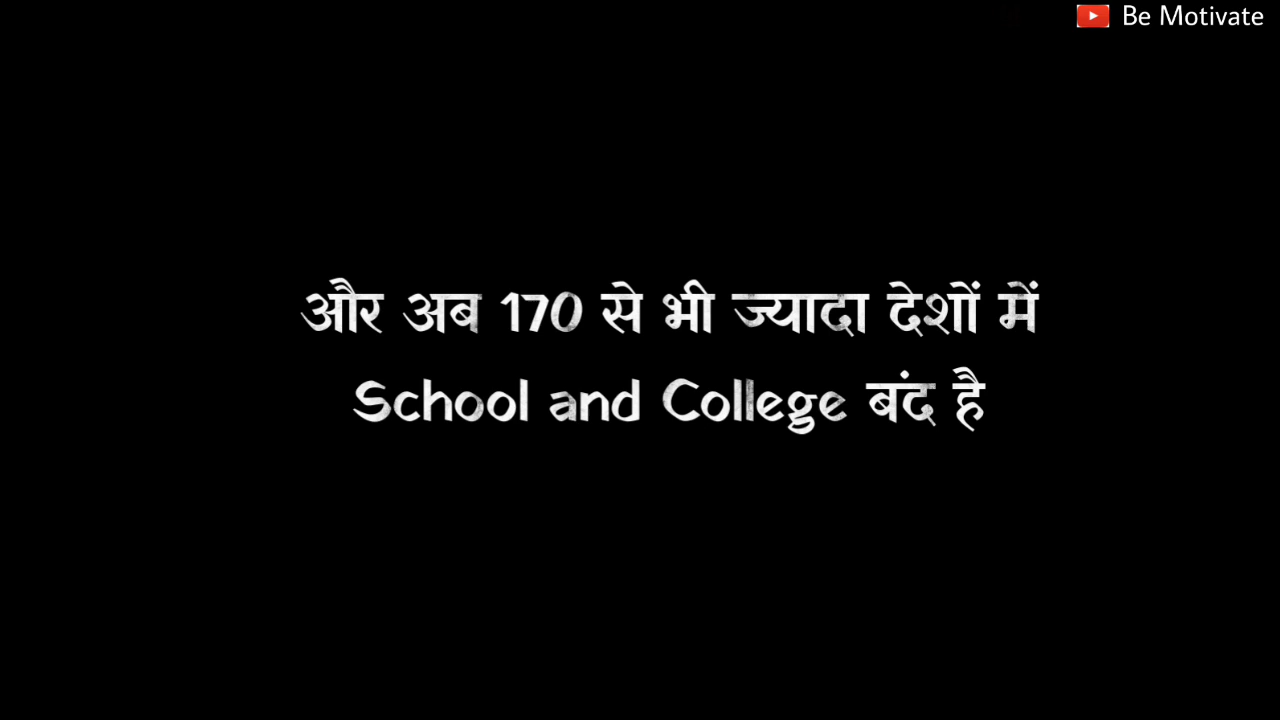 Be Motivate
और अब 170 से भी ज्यादा देशों में
School and College बंद है